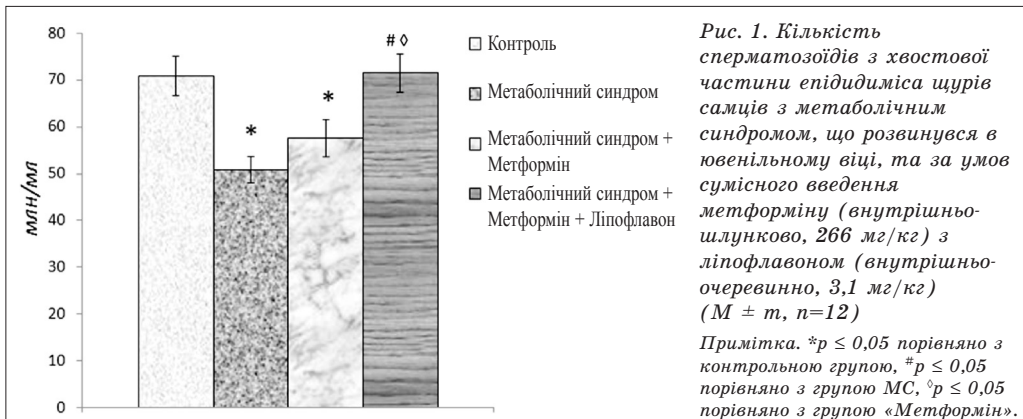 80
70
60
50
40
30
20
10
0
млн/мл
*
*
# ◊
Контроль
Метаболічний синдром
Метаболічний синдром +
Метформін
Метаболічний синдром +
Метформін + Ліпофлавон
Рис. 1. Кількість
сперматозоїдів з хвостової
частини епідидиміса щурів
самців з метаболічним
синдромом, що розвинувся в
ювенільному віці, та за умов
сумісного введення
метформіну (внутрішньо-
шлунково, 266 мг/кг) з
ліпофлавоном (внутрішньо-
очеревинно, 3,1 мг/кг)
(M ± m, n=12)
Примітка. *p ≤ 0,05 порівняно з
контрольною групою, #p ≤ 0,05
порівняно з групою МС, ◊p ≤ 0,05
порівняно з групою «Метформін».